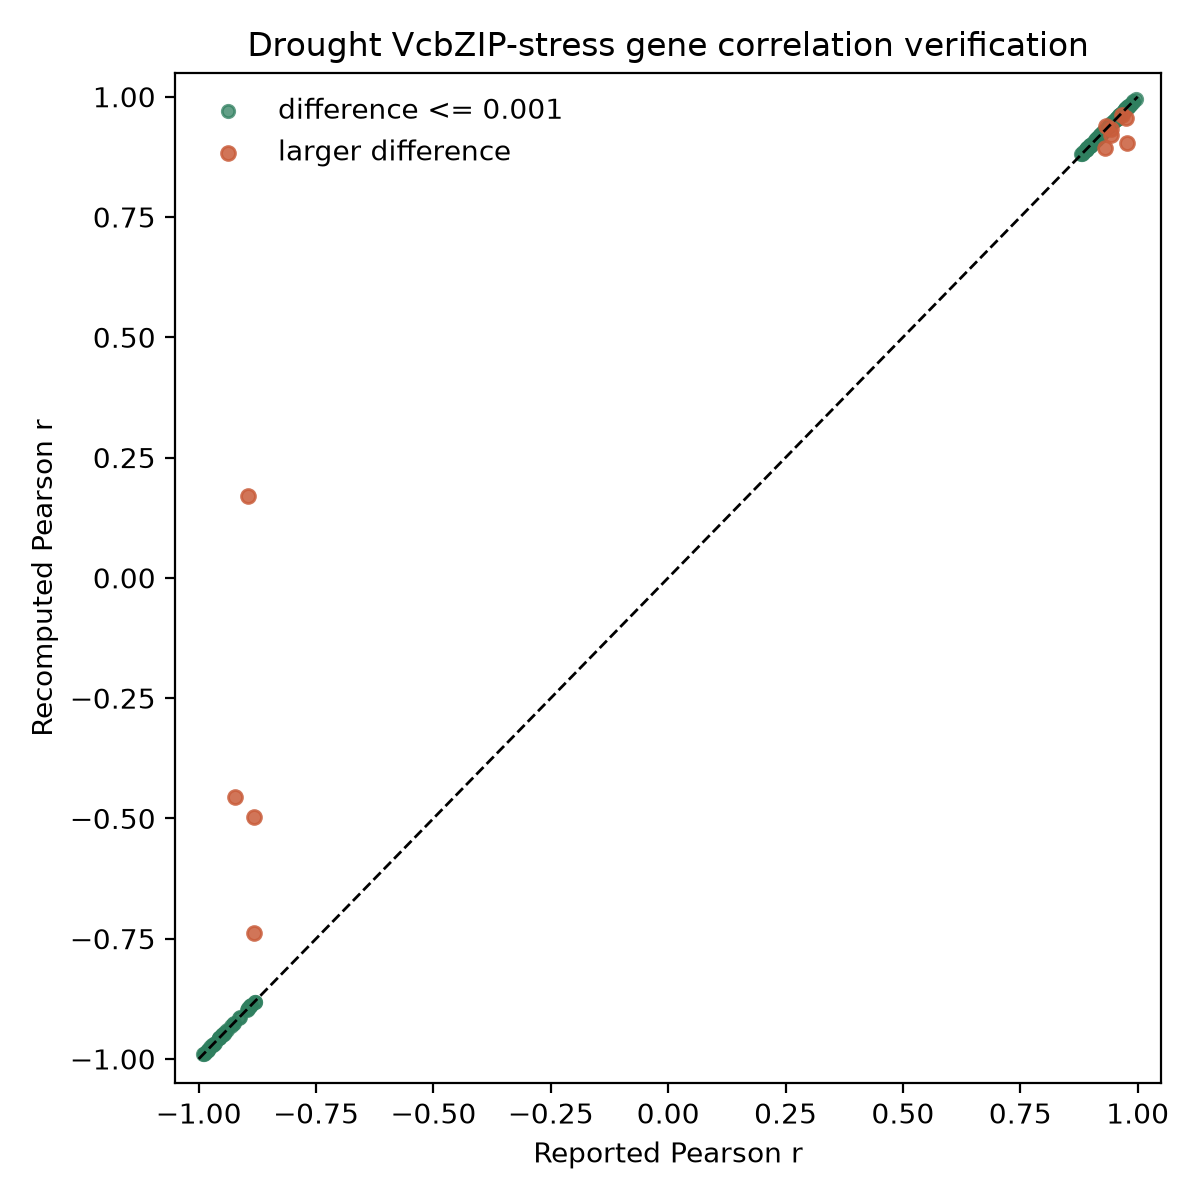 Drought VcbZIP-stress gene correlation verification
difference <= 0.001
larger difference
1.00
0.75
0.50
0.25
0.00
−0.25
−0.50
−0.75
−1.00
Recomputed Pearson r
−1.00 −0.75 −0.50 −0.25 0.00 0.25 0.50 0.75 1.00
Reported Pearson r